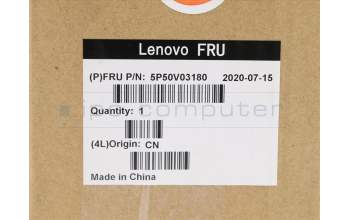 Lenovo FRU
(P)FRU P/N: 5P50V03180 2020-07-15
Quantity: 1
(4L)Origin: CN
Made in China